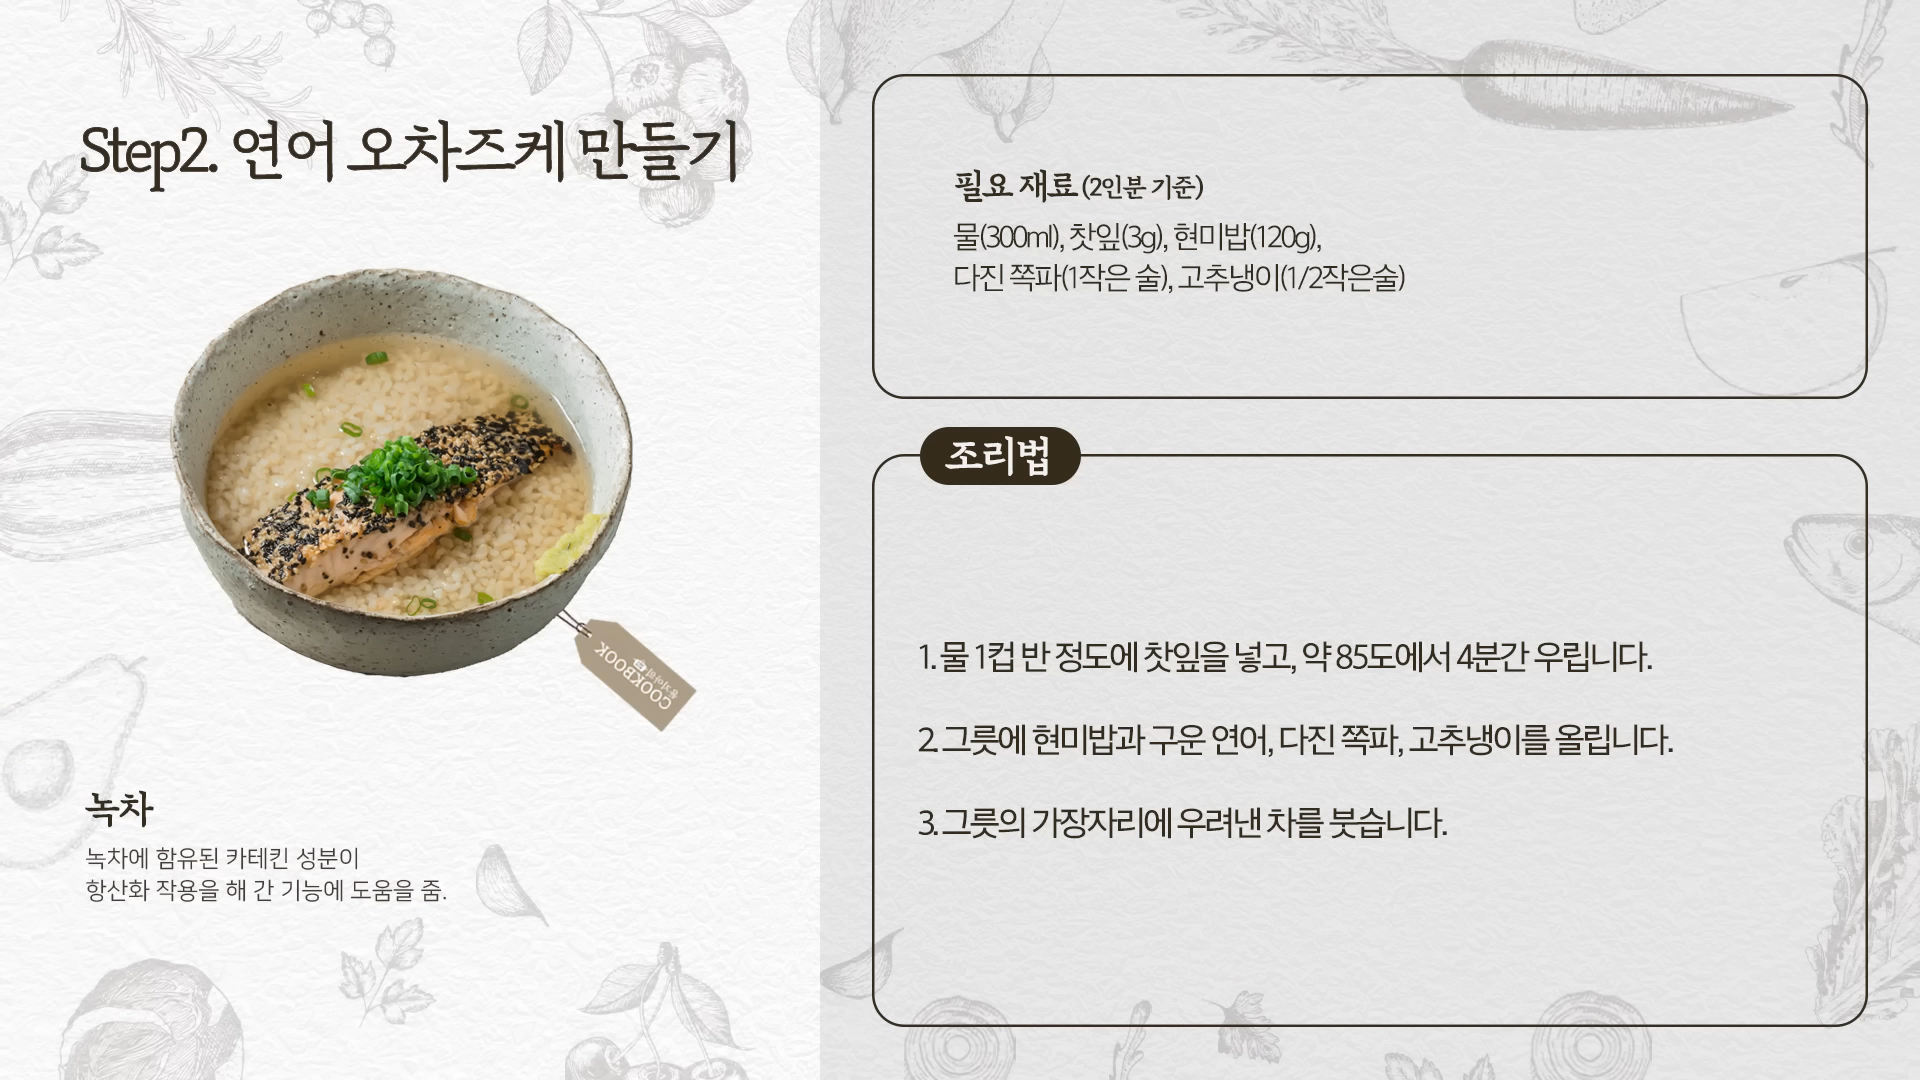 Step2. 연어 오차즈케 만들기
COOKBOOK
녹차
녹차에 함유된 카테킨 성분이
항산화 작용을 해 간 기능에 도움을 줌.
필요 재료 (2인분 기준)
물(300ml), 찻잎(3g), 현미밥(120g),
다진 쪽파(1작은 술), 고추냉이(1/2작은술)
조리법
1. 물 1컵 반 정도에 찻잎을 넣고, 약 85도에서 4분간 우립니다.
2. 그릇에 현미밥과 구운 연어, 다진 쪽파, 고추냉이를 올립니다.
3. 그릇의 가장자리에 우려낸 차를 붓습니다.